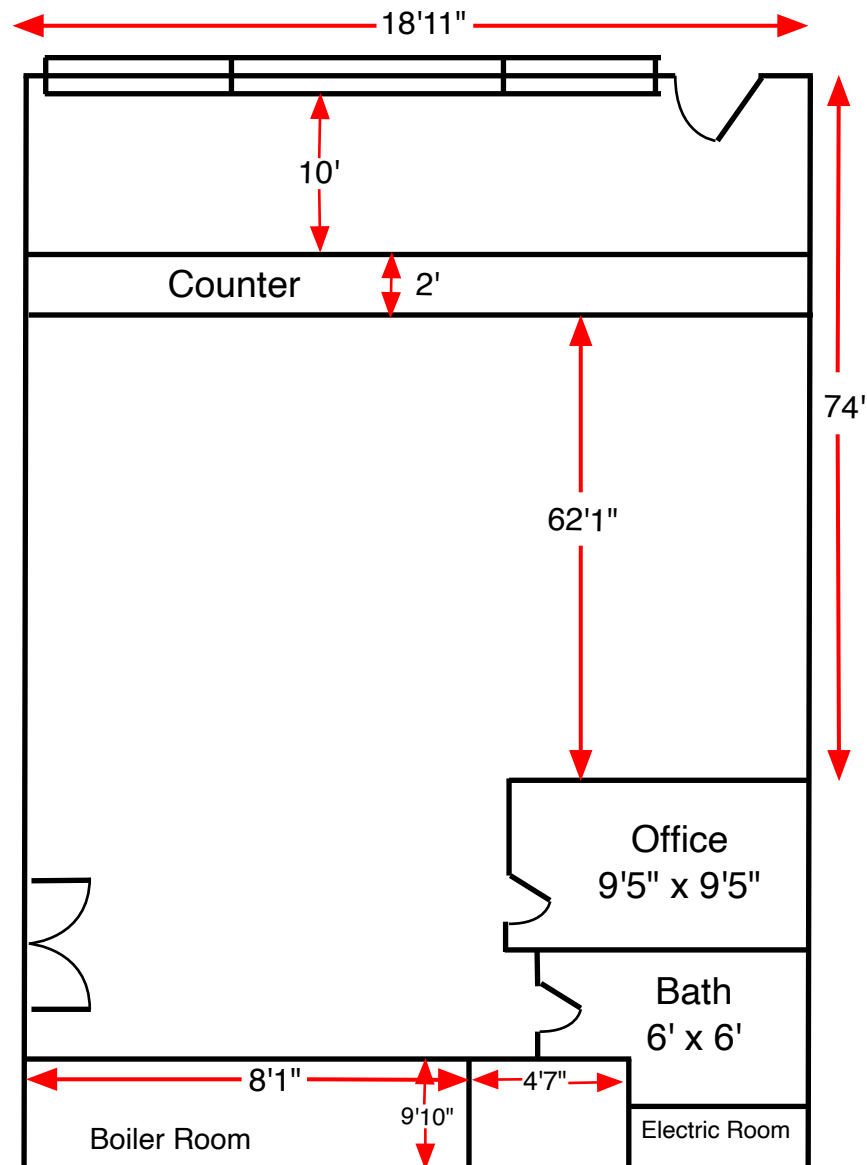 18'11"
10'
Counter
2'
74'
62'1"
Office
9'5" x 9'5"
Bath
6' x 6'
8'1"
4'7"
9'10"
Boiler Room
Electric Room